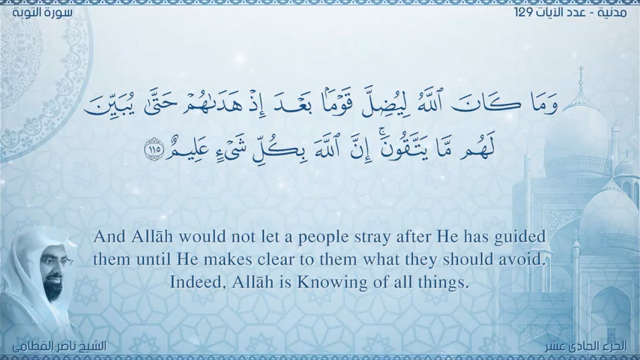 مدنية - عدد الآيات 129
سورة التوبة
وَمَا كَانَ ٱللَّهُ لِيُضِلَّ قَوْمًۢا بَعْدَ إِذْ هَدَىٰهُمْ حَتَّىٰ يُبَيِّنَ
لَهُم مَّا يَتَّقُونَ ۚ إِنَّ ٱللَّهَ بِكُلِّ شَىْءٍ عَلِيمٌ ١١٥
And Allāh would not let a people stray after He has guided
them until He makes clear to them what they should avoid.
Indeed, Allāh is Knowing of all things.
الجزء الحادي عشر
الشيخ ناصر القطامي